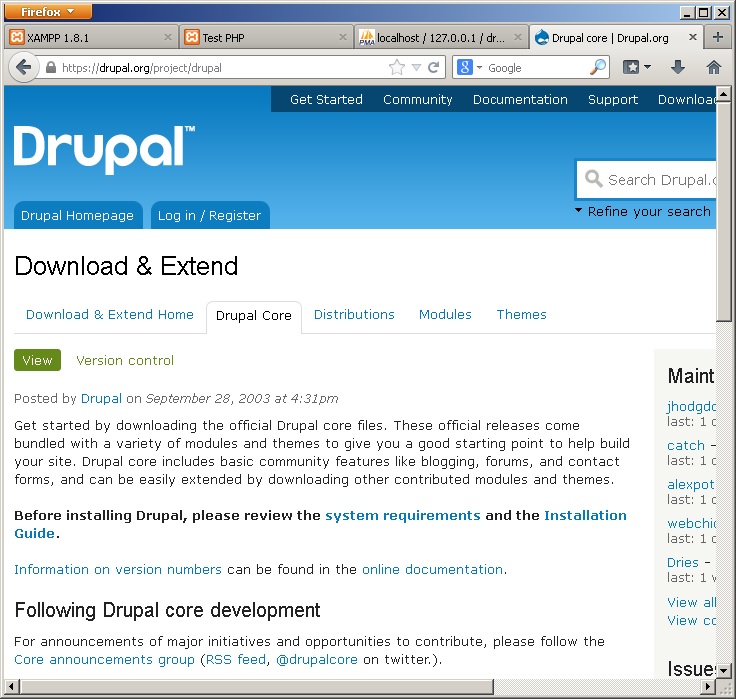 Firefox
XAMPP 1.8.1
Test PHP
PMA localhost / 127.0.0.1 / dr...
Drupal core | Drupal.org
https://drupal.org/project/drupal
Google
Get Started Community Documentation Support
Drupal™
Search Drupal.
Drupal Homepage Log in / Register
Refine your search
Download & Extend
Download & Extend Home Drupal Core Distributions Modules Themes
View Version control
Posted by Drupal on September 28, 2003 at 4:31pm
Get started by downloading the official Drupal core files. These official releases come
bundled with a variety of modules and themes to give you a good starting point to help build
your site. Drupal core includes basic community features like blogging, forums, and contact
forms, and can be easily extended by downloading other contributed modules and themes.
Before installing Drupal, please review the system requirements and the Installation
Guide.
Information on version numbers can be found in the online documentation.
Following Drupal core development
For announcements of major initiatives and opportunities to contribute, please follow the
Core announcements group (RSS feed, @drupalcore on twitter.).
Maint
jhodgdo
last: 1
catch –
last: 1
alexpot
last: 1
webchic
last: 1
Dries –
last: 1
View all
View co
Issues